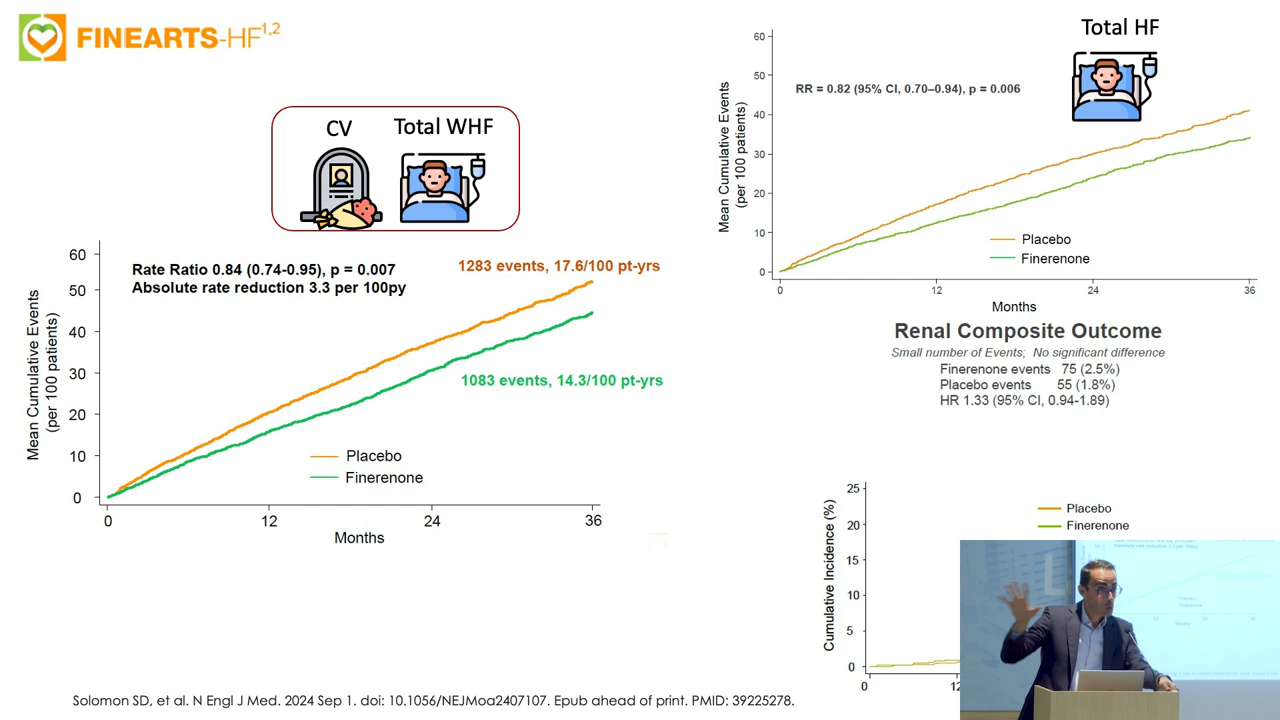 FINEARTS-HF1,2
CV
Total WHF
Rate Ratio 0.84 (0.74-0.95), p = 0.007
Absolute rate reduction 3.3 per 100py
1283 events, 17.6/100 pt-yrs
1083 events, 14.3/100 pt-yrs
Mean Cumulative Events
(per 100 patients)
60
50
40
30
20
10
0
Placebo
Finerenone
0
12
24
36
Months
Total HF
RR = 0.82 (95% CI, 0.70–0.94), p = 0.006
Mean Cumulative Events
(per 100 patients)
60
50
40
30
20
10
0
Placebo
Finerenone
0
12
24
36
Months
Renal Composite Outcome
Small number of Events; No significant difference
Finerenone events 75 (2.5%)
Placebo events 55 (1.8%)
HR 1.33 (95% CI, 0.94-1.89)
Cumulative Incidence (%)
25
20
15
10
5
0
Placebo
Finerenone
0
12
Solomon SD, et al. N Engl J Med. 2024 Sep 1. doi: 10.1056/NEJMoa2407107. Epub ahead of print. PMID: 39225278.